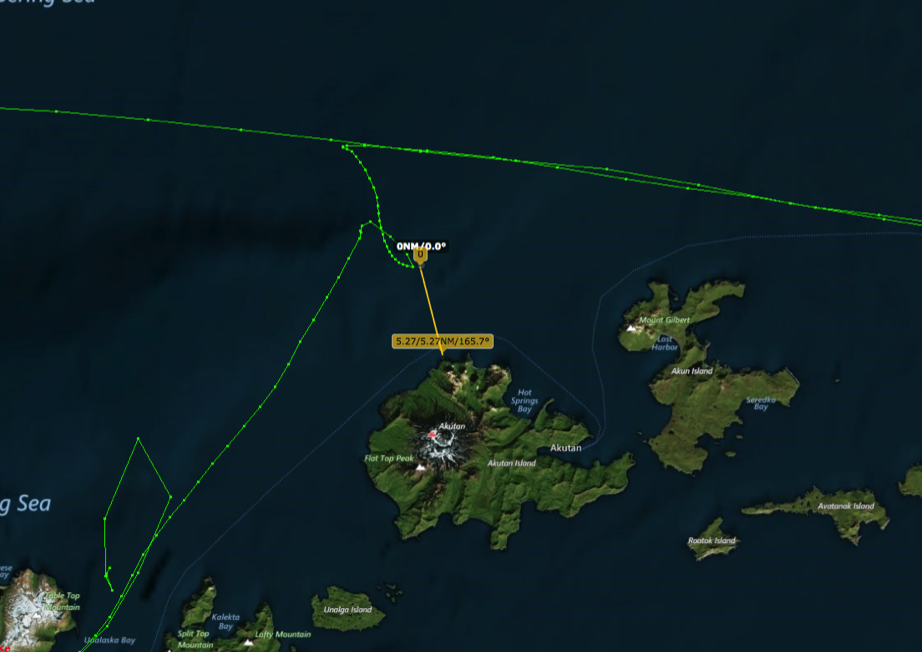 Bering Sea
0NM/0.0°
U
5.27/5.27NM/165.7°
Mount Gilbert
Lost
Harbor
Akun Island
Hot
Springs
Bay
Seredka
Bay
Akutan
Akutan
Flat Top Peak
Akutan Island
g Sea
Avatanak Island
Rootok Island
Bay
Table Top
Mountain
Unalga Island
Kalekta
Bay
Split Top
Mountain
Lofty Mountain
Unalaska Bay